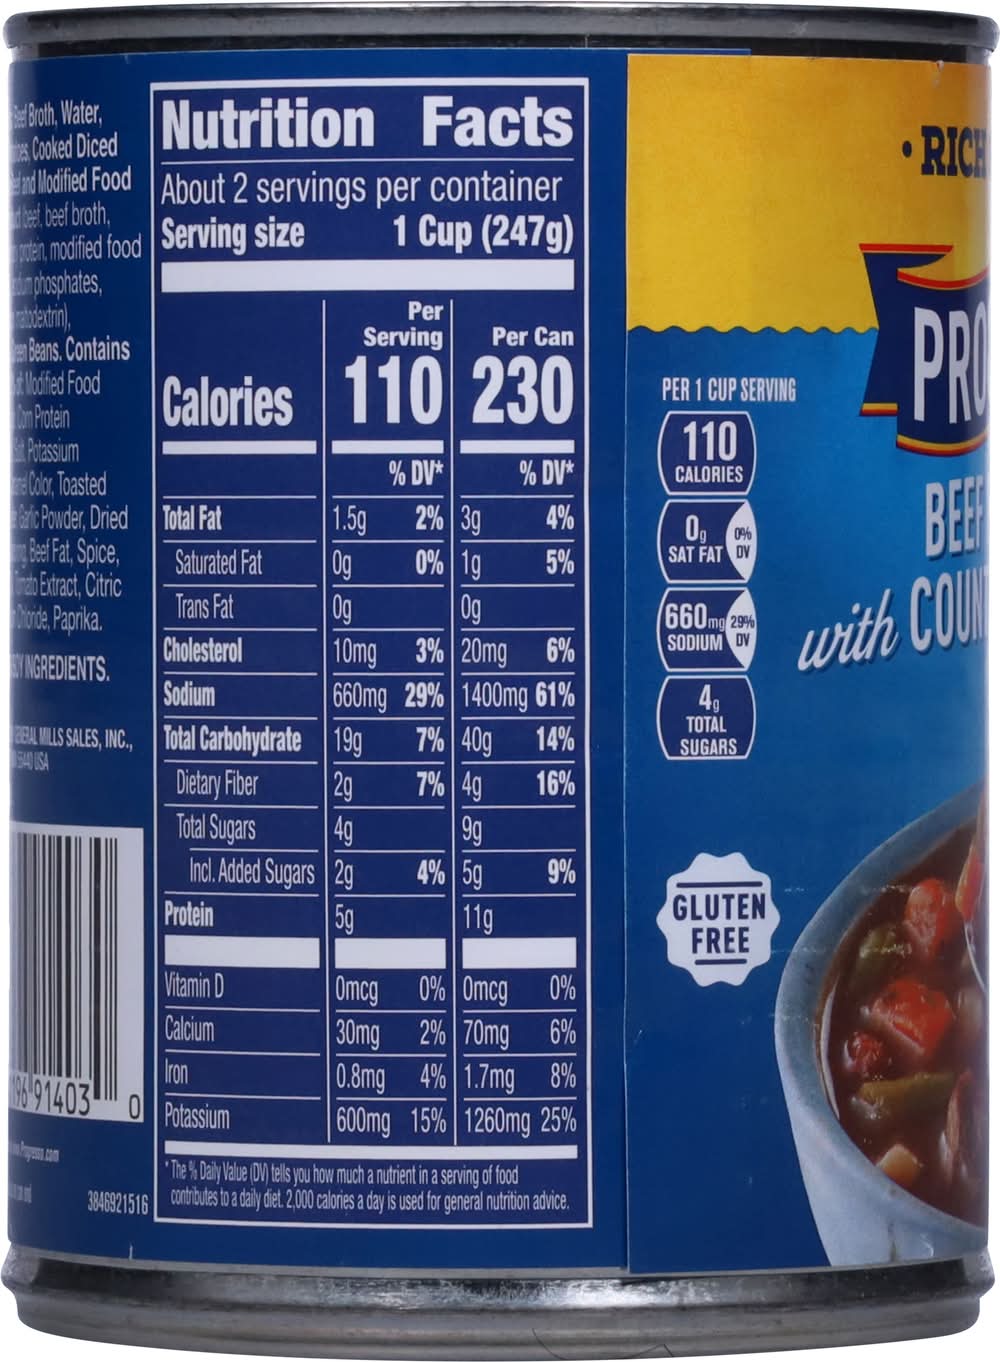 Beef Broth, Water,
Cooked Diced
and Modified Food
beef, beef broth,
protein, modified food
phosphates,
maltodextrin),
Green Beans. Contains
Modified Food
Corn Protein
Salt, Potassium
Color, Toasted
Garlic Powder, Dried
Beef Fat, Spice,
Tomato Extract, Citric
Chloride, Paprika.
SOY INGREDIENTS.
GENERAL MILLS SALES, INC.,
55440 USA
96 91403 0
Progresso.com
3846921516
Nutrition Facts
About 2 servings per container
Serving size 1 Cup (247g)
Per Serving Per Can
Calories 110 230
% DV* % DV*
Total Fat 1.5g 2% 3g 4%
Saturated Fat 0g 0% 1g 5%
Trans Fat 0g 0g
Cholesterol 10mg 3% 20mg 6%
Sodium 660mg 29% 1400mg 61%
Total Carbohydrate 19g 7% 40g 14%
Dietary Fiber 2g 7% 4g 16%
Total Sugars 4g 9g
Incl. Added Sugars 2g 4% 5g 9%
Protein 5g 11g
Vitamin D 0mcg 0% 0mcg 0%
Calcium 30mg 2% 70mg 6%
Iron 0.8mg 4% 1.7mg 8%
Potassium 600mg 15% 1260mg 25%
* The % Daily Value (DV) tells you how much a nutrient in a serving of food
contributes to a daily diet. 2,000 calories a day is used for general nutrition advice.
• RICH
PRO
BEEF
with COUN
PER 1 CUP SERVING
110
CALORIES
0g 0%
SAT FAT DV
660mg 29%
SODIUM DV
4g
TOTAL
SUGARS
GLUTEN
FREE